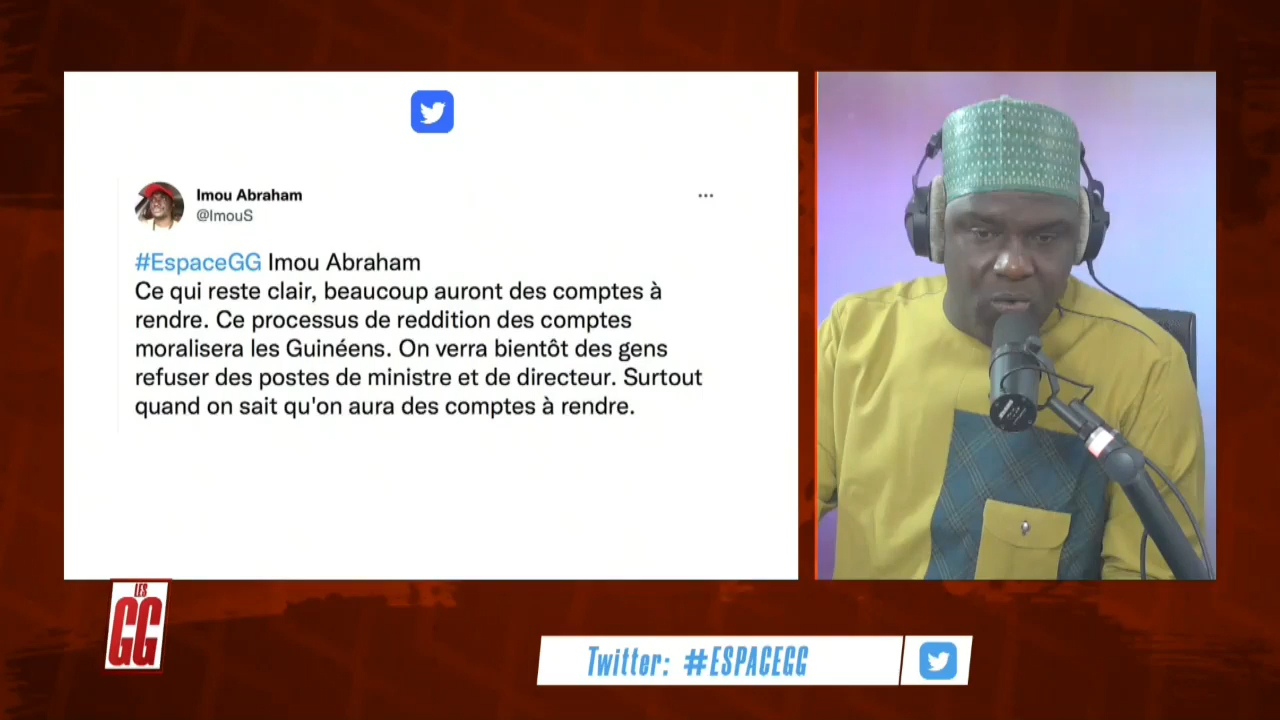 Imou Abraham
@ImouS
#EspaceGG Imou Abraham
Ce qui reste clair, beaucoup auront des comptes à
rendre. Ce processus de reddition des comptes
moralisera les Guinéens. On verra bientôt des gens
refuser des postes de ministre et de directeur. Surtout
quand on sait qu'on aura des comptes à rendre.
LES
GG
Twitter: #ESPACEGG